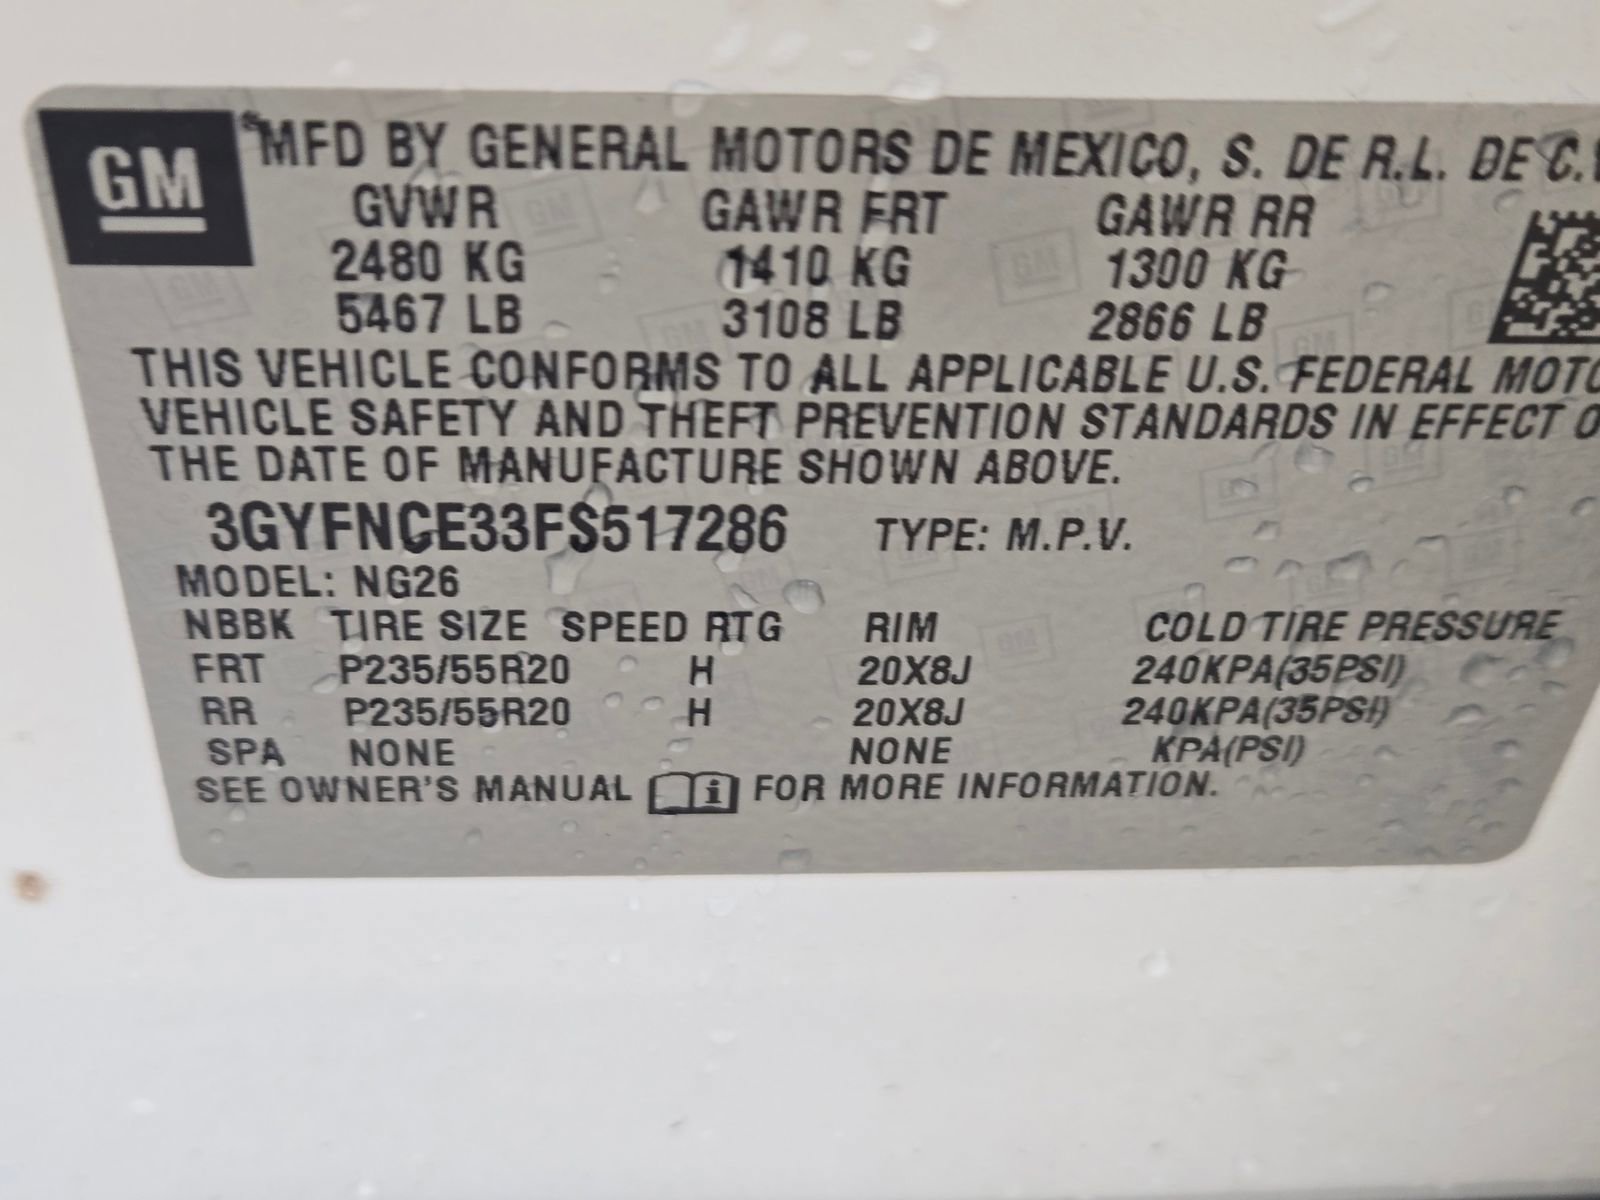 GM
MFD BY GENERAL MOTORS DE MEXICO, S. DE R.L. DE C.
GVWR GAWR FRT GAWR RR
2480 KG 1410 KG 1300 KG
5467 LB 3108 LB 2866 LB
THIS VEHICLE CONFORMS TO ALL APPLICABLE U.S. FEDERAL MOTO
VEHICLE SAFETY AND THEFT PREVENTION STANDARDS IN EFFECT O
THE DATE OF MANUFACTURE SHOWN ABOVE.
3GYFNCE33FS517286 TYPE: M.P.V.
MODEL: NG26
NBBK TIRE SIZE SPEED RTG RIM COLD TIRE PRESSURE
FRT P235/55R20 H 20X8J 240KPA(35PSI)
RR P235/55R20 H 20X8J 240KPA(35PSI)
SPA NONE NONE KPA(PSI)
SEE OWNER'S MANUAL i FOR MORE INFORMATION.